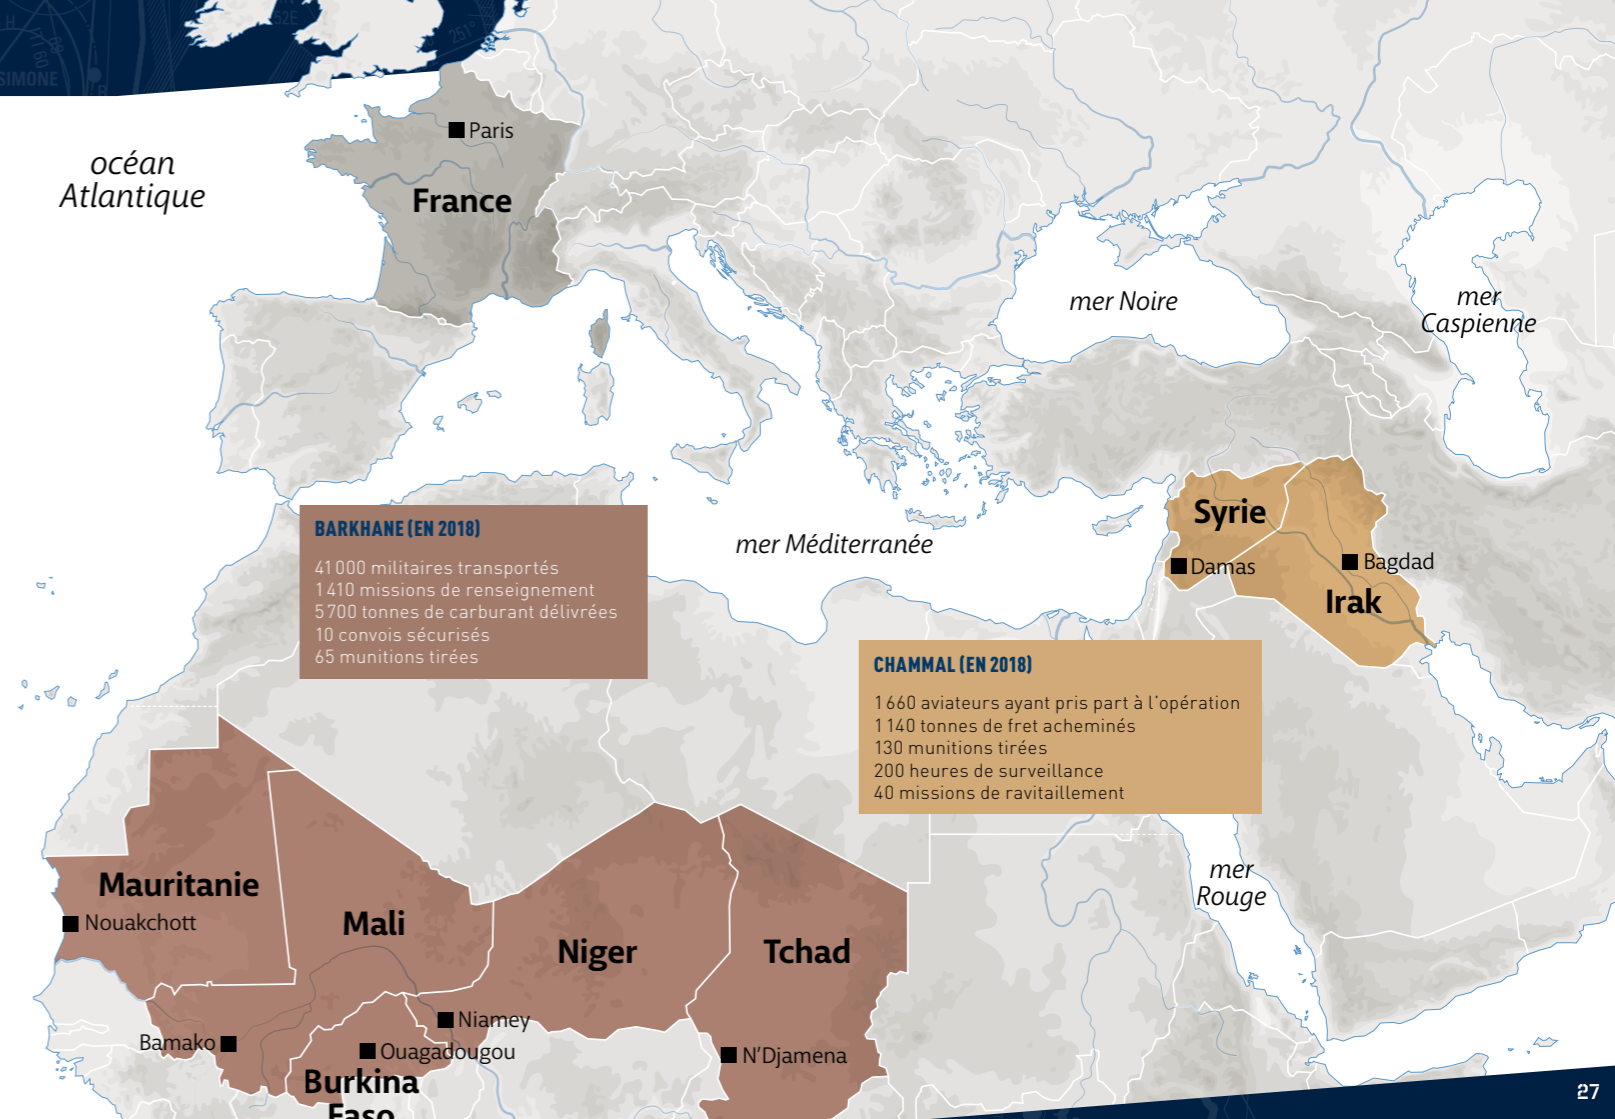 52E
251°
H
09
SIMONE
B
océan
Atlantique
Paris
France
mer Noire
mer
Caspienne
mer Méditerranée
Syrie
Damas
Bagdad
Irak
BARKHANE (EN 2018)
41 000 militaires transportés
1 410 missions de renseignement
5 700 tonnes de carburant délivrées
10 convois sécurisés
65 munitions tirées
CHAMMAL (EN 2018)
1 660 aviateurs ayant pris part à l'opération
1 140 tonnes de fret acheminés
130 munitions tirées
200 heures de surveillance
40 missions de ravitaillement
mer
Rouge
Mauritanie
Nouakchott
Mali
Niger
Tchad
Bamako
Niamey
Ouagadougou
N'Djamena
Burkina
Faso
27